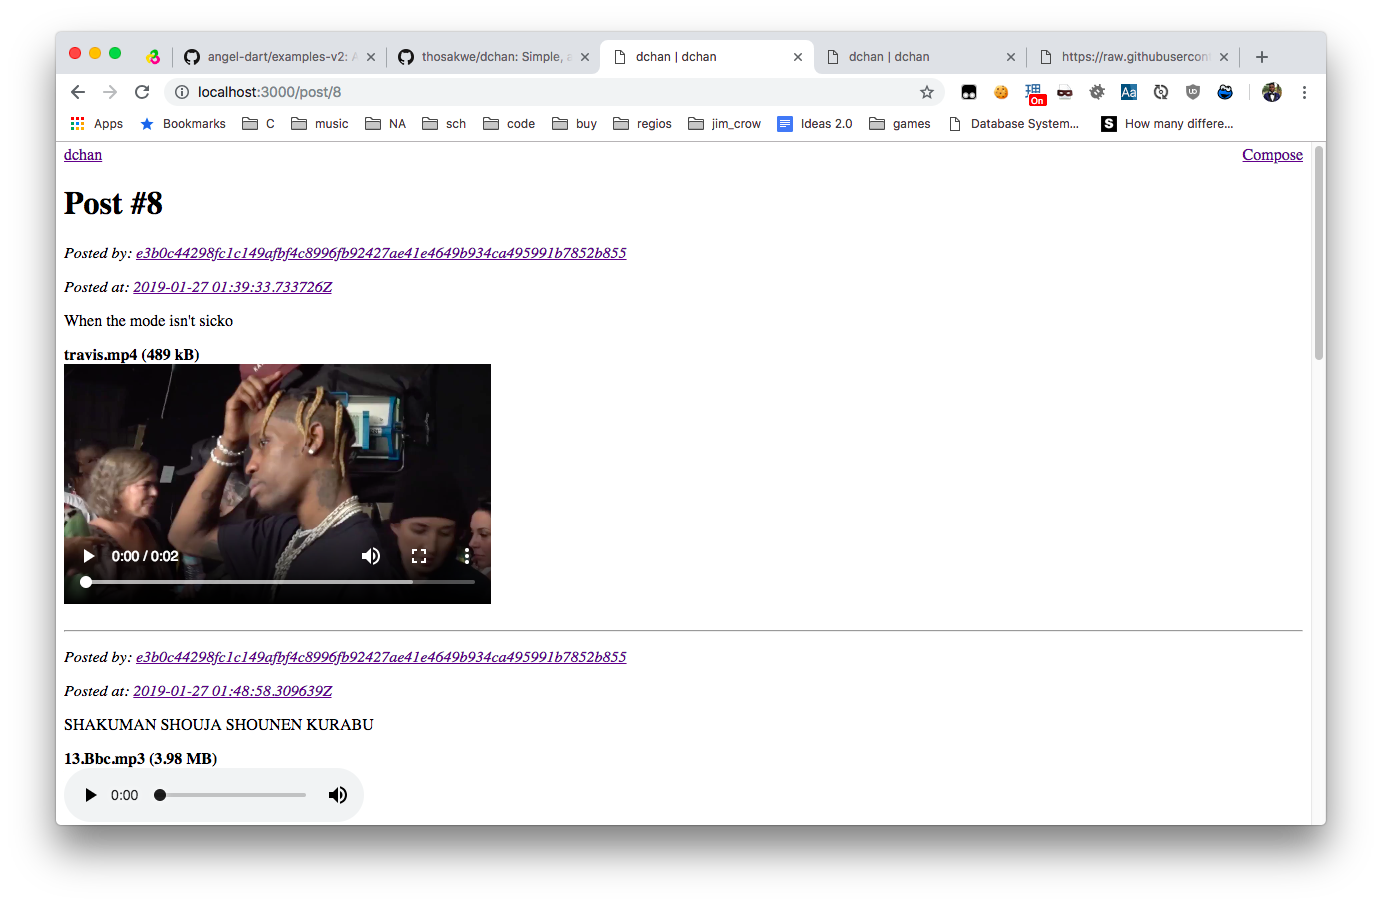 angel-dart/examples-v2: A
thosakwe/dchan: Simple, a
dchan | dchan
dchan | dchan
https://raw.githubusercont
localhost:3000/post/8
理
On
Aa
Apps
Bookmarks
C
music
NA
sch
code
buy
regios
jim_crow
Ideas 2.0
games
Database System...
S
How many differe...
dchan
Compose
Post #8
Posted by: e3b0c44298fc1c149afbf4c8996fb92427ae41e4649b934ca495991b7852b855
Posted at: 2019-01-27 01:39:33.733726Z
When the mode isn't sicko
travis.mp4 (489 kB)
0:00 / 0:02
Posted by: e3b0c44298fc1c149afbf4c8996fb92427ae41e4649b934ca495991b7852b855
Posted at: 2019-01-27 01:48:58.309639Z
SHAKUMAN SHOUJA SHOUNEN KURABU
13.Bbc.mp3 (3.98 MB)
0:00